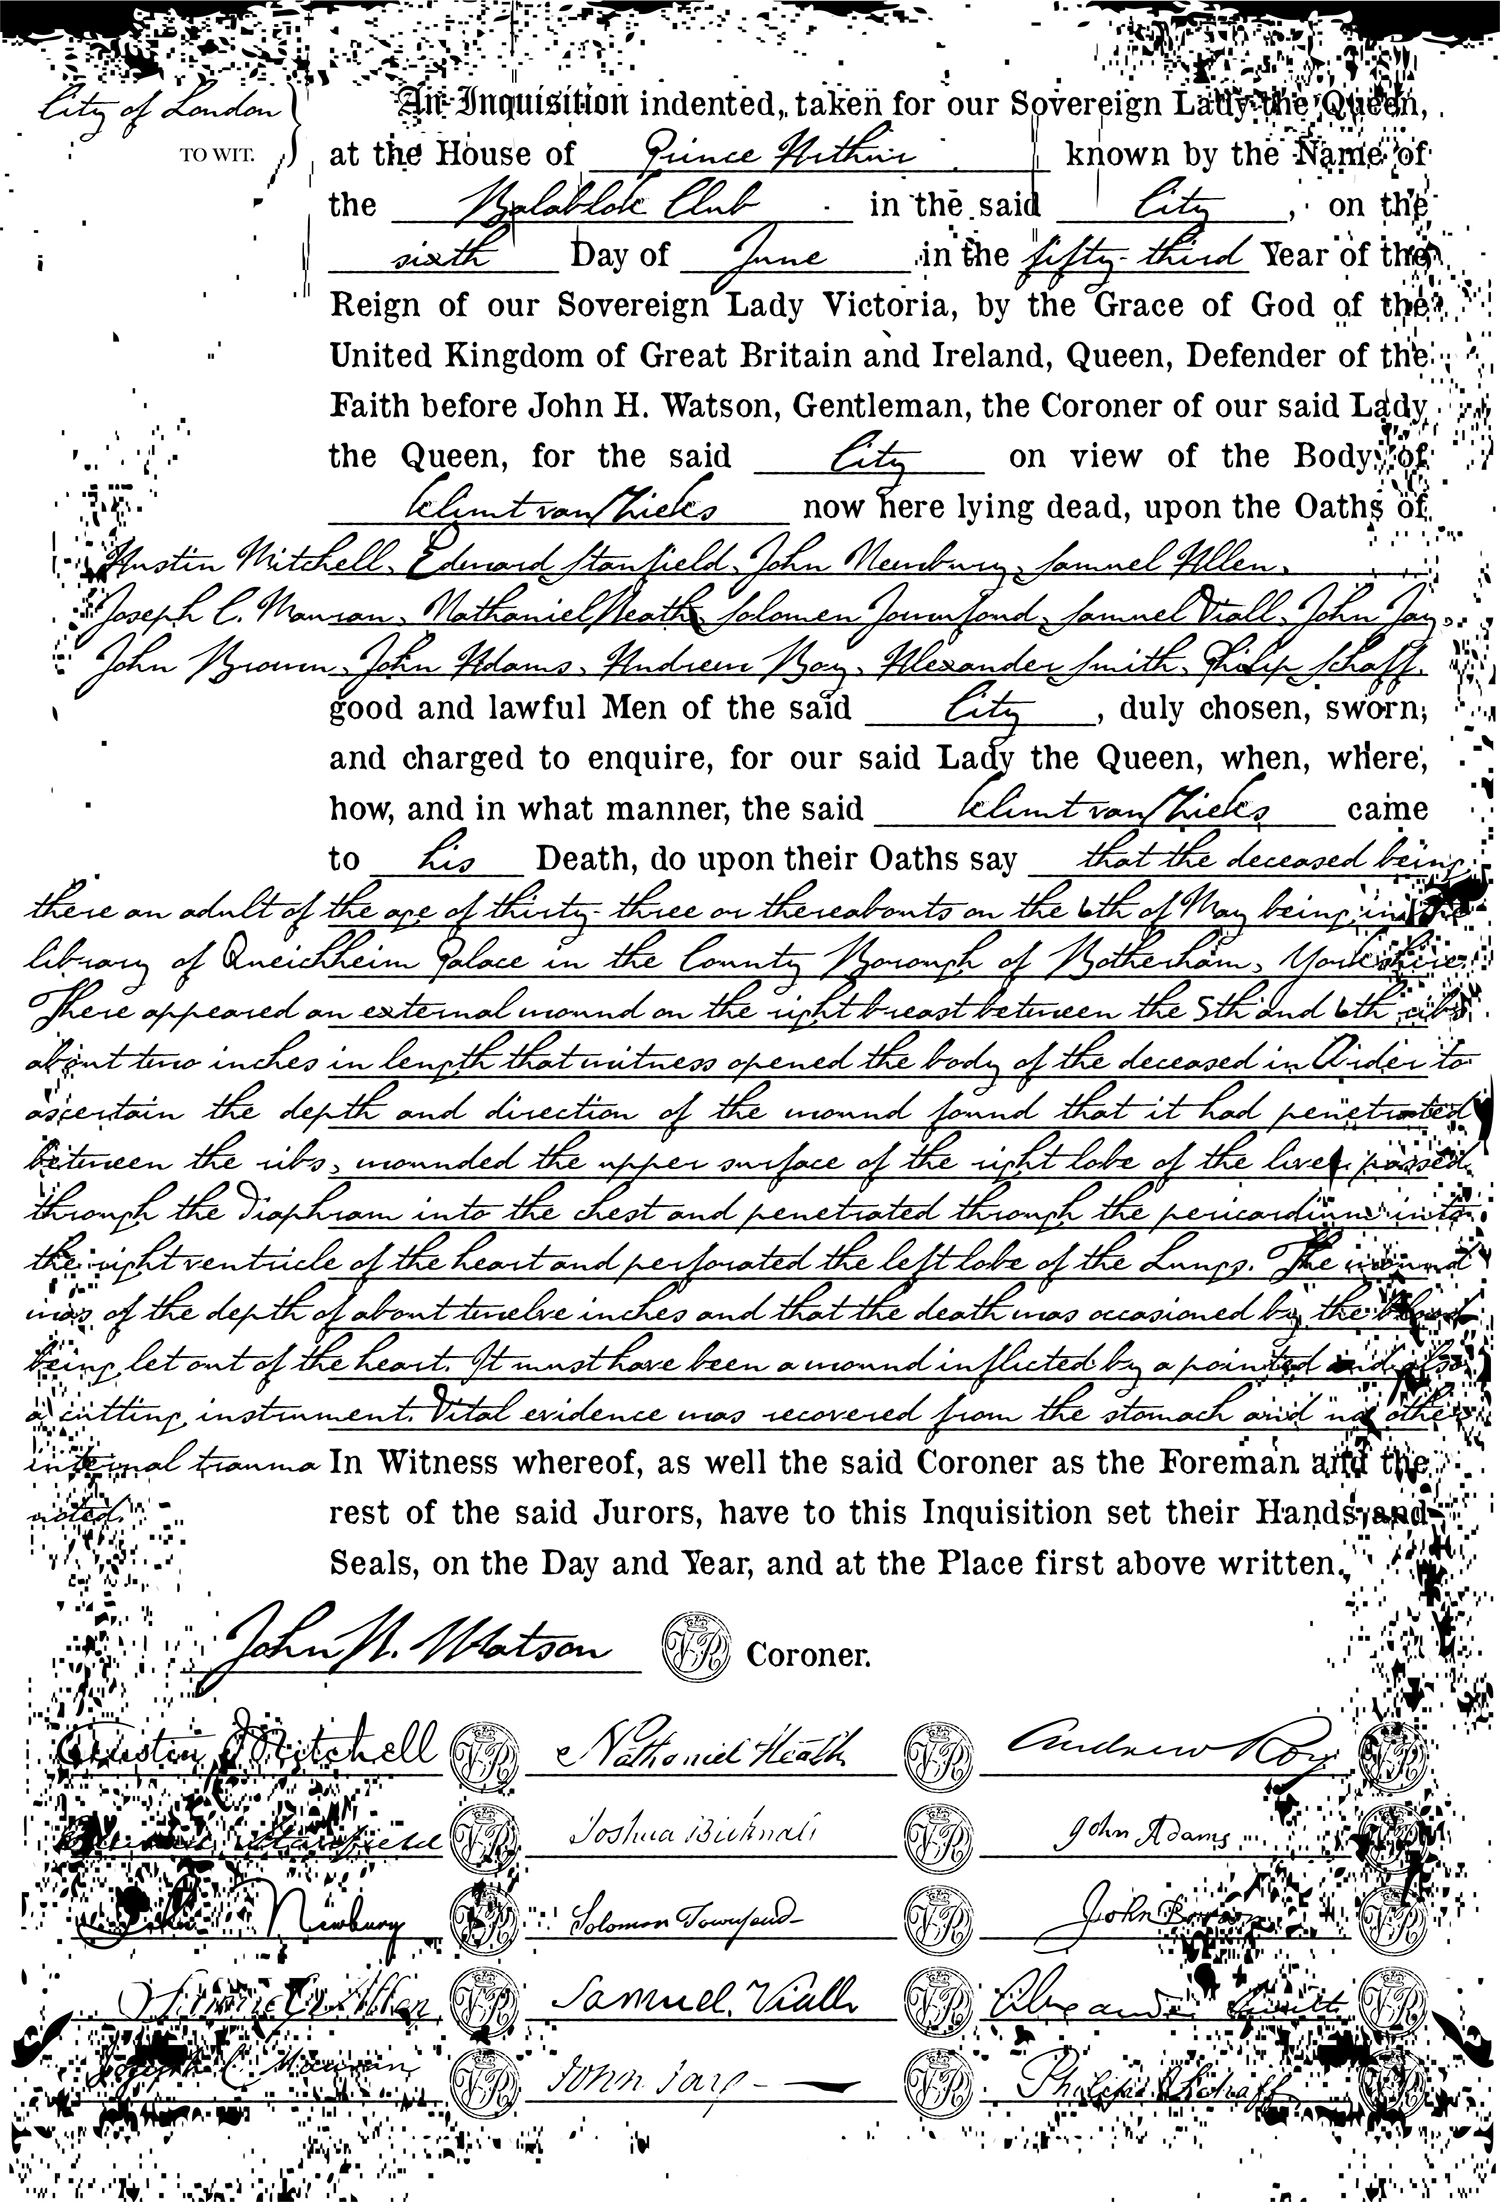 City of London
An Inquisition indented, taken for our Sovereign Lady the Queen,
TO WIT.
at the House of Prince Arthur known by the Name of
the Balablok Club in the said City, on the
sixth Day of June in the fifty-third Year of the
Reign of our Sovereign Lady Victoria, by the Grace of God of the
United Kingdom of Great Britain and Ireland, Queen, Defender of the
Faith before John H. Watson, Gentleman, the Coroner of our said Lady
the Queen, for the said City on view of the Body of
Klimt van Zieks now here lying dead, upon the Oaths of
Austin Mitchell, Edward Stanfield, John Newbury, Samuel Allen,
Joseph C. Mauran, Nathaniel Heath, Solomen Townsond, Samuel Viall, John Jay,
John Brown, John Adams, Andrew Boy, Alexander Smith, Philip Schaff.
good and lawful Men of the said City, duly chosen, sworn,
and charged to enquire, for our said Lady the Queen, when, where,
how, and in what manner, the said Klimt van Zieks came
to his Death, do upon their Oaths say that the deceased being
there an adult of the age of thirty-three or thereabouts on the 6th of May being in the
library of Queichheim Palace in the County Borough of Botherham, Yorkshire.
There appeared an external wound on the right breast between the 5th and 6th ribs
about two inches in length that witness opened the body of the deceased in Order to
ascertain the depth and direction of the wound found that it had penetrated
between the ribs, wounded the upper surface of the right lobe of the liver passed
through the Diaphram into the chest and penetrated through the pericardium into
the right ventricle of the heart and perforated the left lobe of the Lungs. The wound
was of the depth of about twelve inches and that the death was occasioned by the blood
being let out of the heart. It must have been a wound inflicted by a pointed and also
a cutting instrument. Vital evidence was recovered from the stomach and no other
internal trauma In Witness whereof, as well the said Coroner as the Foreman and the
noted. rest of the said Jurors, have to this Inquisition set their Hands and
Seals, on the Day and Year, and at the Place first above written.
John H. Watson VR Coroner.
Austin Mitchell VR Nathaniel Heath VR Andrew Roy VR
Stanfield VR Joshua Bicknall VR John Adams VR
John Newbury VR Solomon Townsend VR John Brown VR
Samuel Allen VR Samuel Viall VR Alexander Smith VR
Joseph C Mauran VR John Jay VR Philip Schaff VR